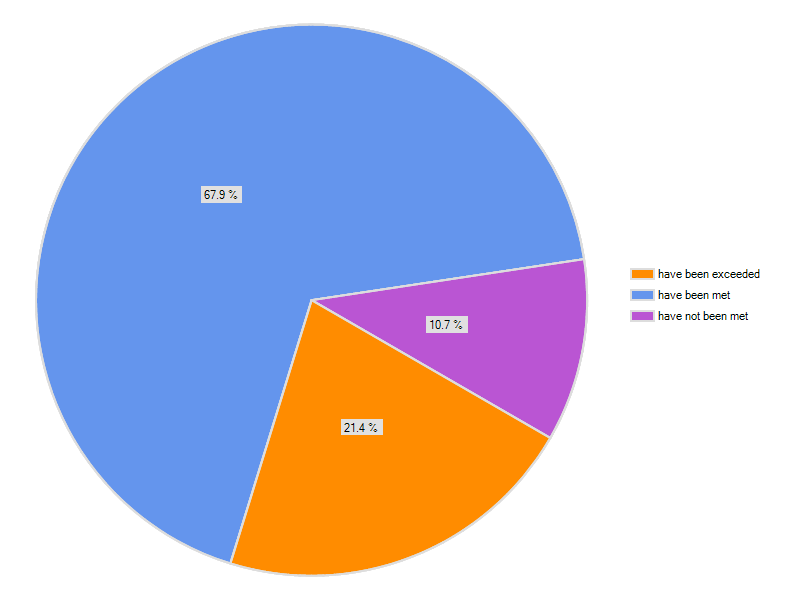 67.9 %
10.7 %
21.4 %
have been exceeded
have been met
have not been met